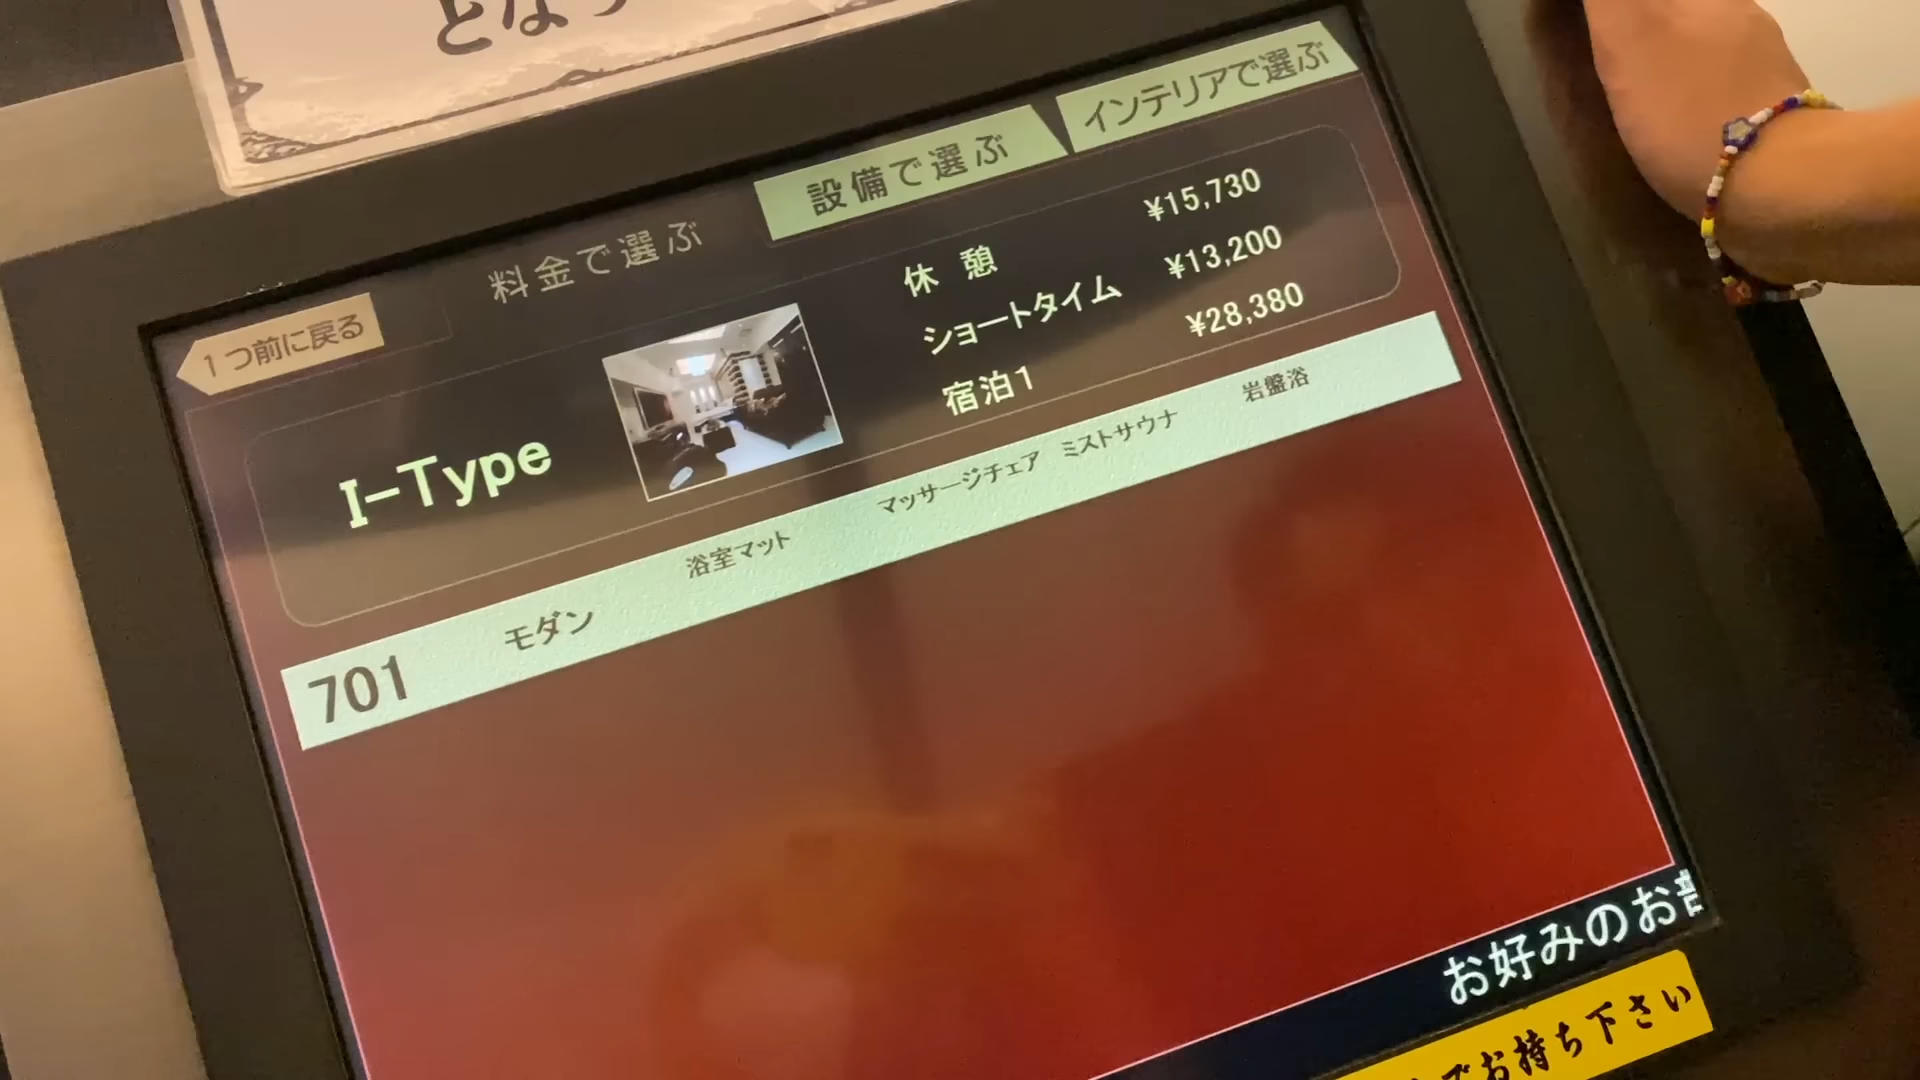 とな
料金で選ぶ
設備で選ぶ
インテリアで選ぶ
1つ前に戻る
I-Type
休憩 ¥15,730
ショートタイム ¥13,200
宿泊1 ¥28,380
701 モダン 浴室マット マッサージチェア ミストサウナ 岩盤浴
お好みのお
お持ち下さい